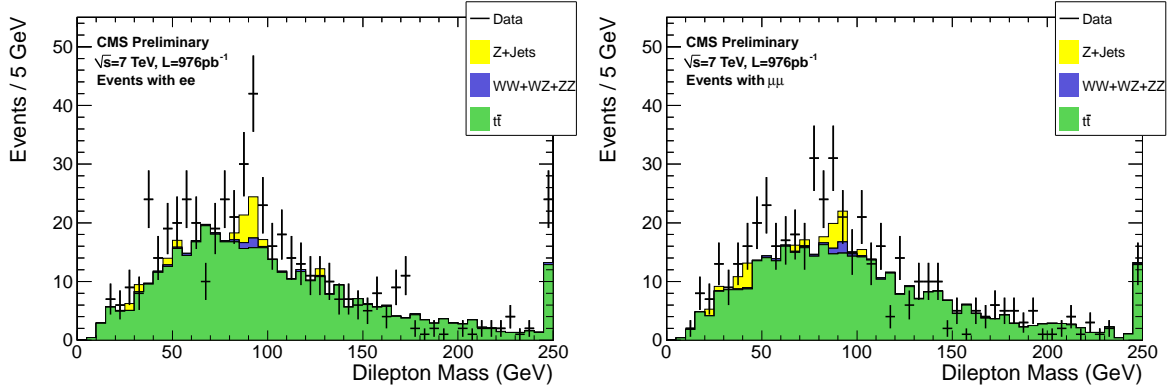 Events / 5 GeV
50
40
30
20
10
0
CMS Preliminary
√s=7 TeV, L=976pb⁻¹
Events with ee
Data
Z+Jets
WW+WZ+ZZ
tt̄
0 50 100 150 200 250
Dilepton Mass (GeV)
Events / 5 GeV
50
40
30
20
10
0
CMS Preliminary
√s=7 TeV, L=976pb⁻¹
Events with μμ
Data
Z+Jets
WW+WZ+ZZ
tt̄
0 50 100 150 200 250
Dilepton Mass (GeV)